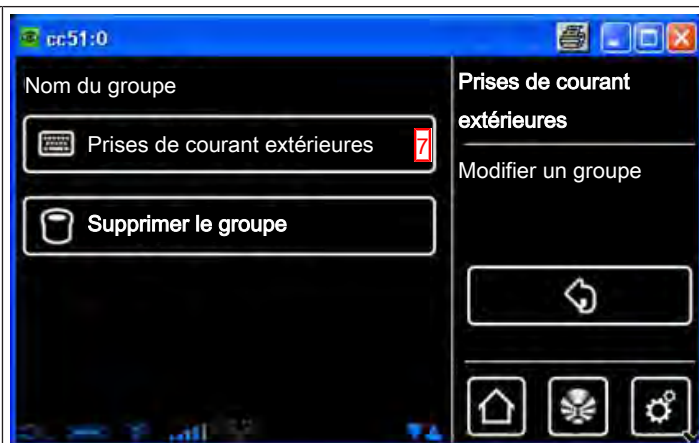 cc51:0
Nom du groupe
Prises de courant extérieures 7
Supprimer le groupe
Prises de courant
extérieures
Modifier un groupe